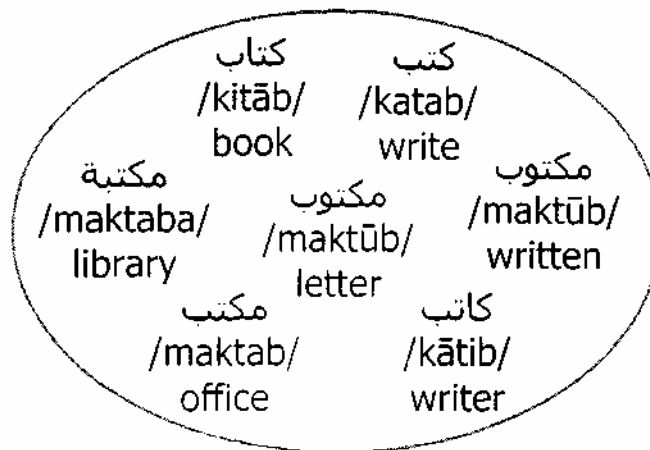 كتاب
/kitāb/
book
كتب
/katab/
write
مكتبة
/maktaba/
library
مكتوب
/maktūb/
letter
مكتوب
/maktūb/
written
مكتب
/maktab/
office
كاتب
/kātib/
writer